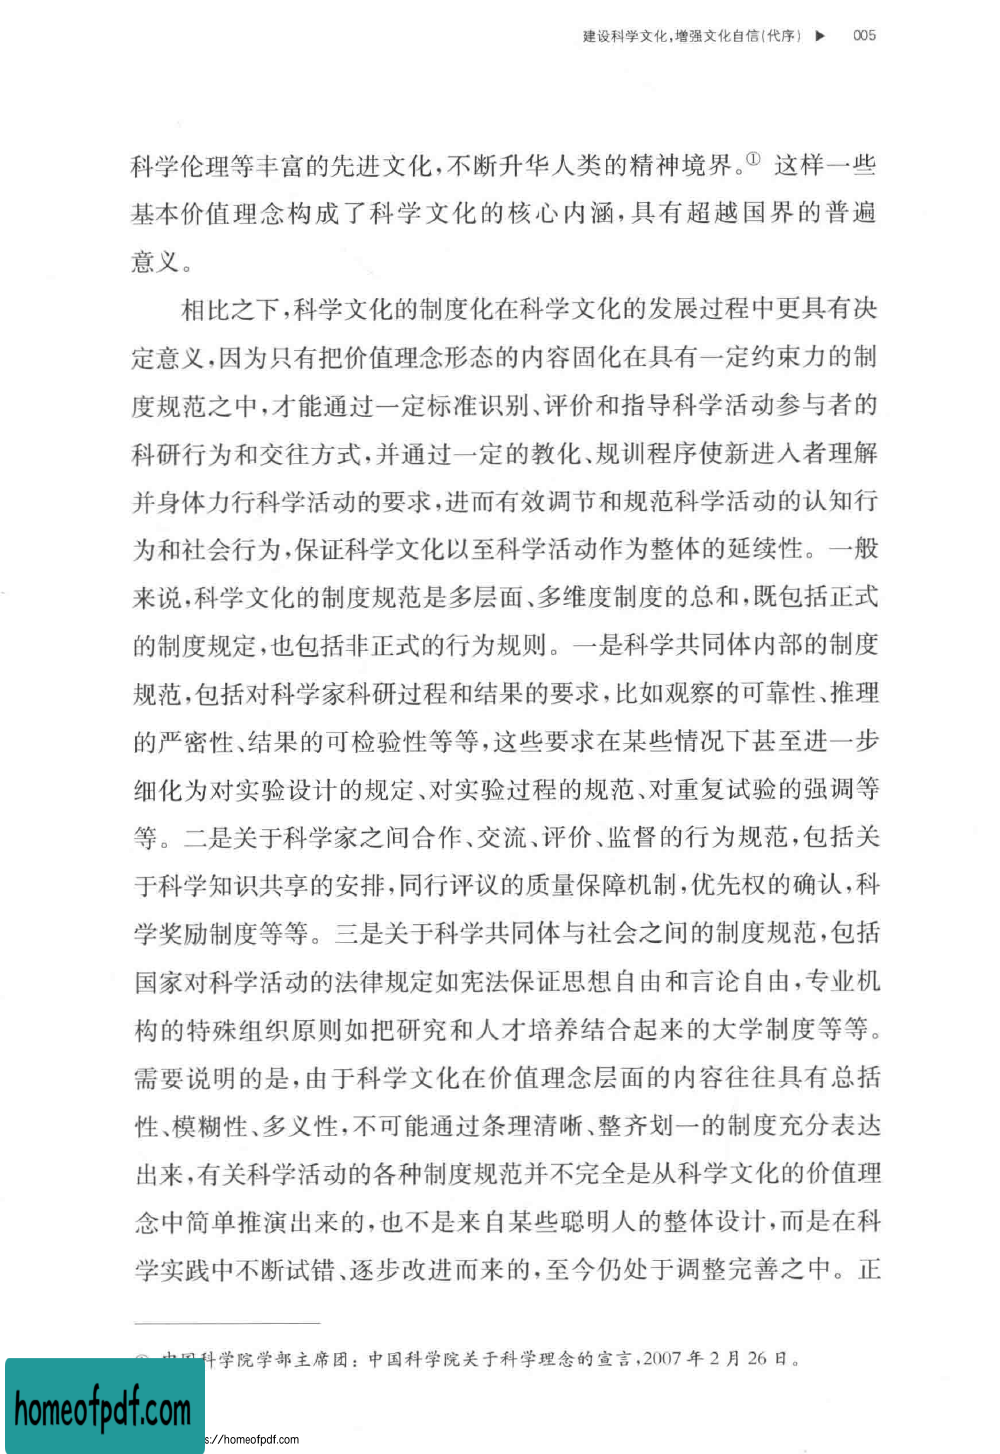 建设科学文化,增强文化自信(代序) ▶ 005
科学伦理等丰富的先进文化,不断升华人类的精神境界。① 这样一些
基本价值理念构成了科学文化的核心内涵,具有超越国界的普遍
意义。
相比之下,科学文化的制度化在科学文化的发展过程中更具有决
定意义,因为只有把价值理念形态的内容固化在具有一定约束力的制
度规范之中,才能通过一定标准识别、评价和指导科学活动参与者的
科研行为和交往方式,并通过一定的教化、规训程序使新进入者理解
并身体力行科学活动的要求,进而有效调节和规范科学活动的认知行
为和社会行为,保证科学文化以至科学活动作为整体的延续性。一般
来说,科学文化的制度规范是多层面、多维度制度的总和,既包括正式
的制度规定,也包括非正式的行为规则。一是科学共同体内部的制度
规范,包括对科学家科研过程和结果的要求,比如观察的可靠性、推理
的严密性、结果的可检验性等等,这些要求在某些情况下甚至进一步
细化为对实验设计的规定、对实验过程的规范、对重复试验的强调等
等。二是关于科学家之间合作、交流、评价、监督的行为规范,包括关
于科学知识共享的安排,同行评议的质量保障机制,优先权的确认,科
学奖励制度等等。三是关于科学共同体与社会之间的制度规范,包括
国家对科学活动的法律规定如宪法保证思想自由和言论自由,专业机
构的特殊组织原则如把研究和人才培养结合起来的大学制度等等。
需要说明的是,由于科学文化在价值理念层面的内容往往具有总括
性、模糊性、多义性,不可能通过条理清晰、整齐划一的制度充分表达
出来,有关科学活动的各种制度规范并不完全是从科学文化的价值理
念中简单推演出来的,也不是来自某些聪明人的整体设计,而是在科
学实践中不断试错、逐步改进而来的,至今仍处于调整完善之中。正
① 中国科学院学部主席团:中国科学院关于科学理念的宣言,2007 年 2 月 26 日。
homeofpdf.com
s://homeofpdf.com